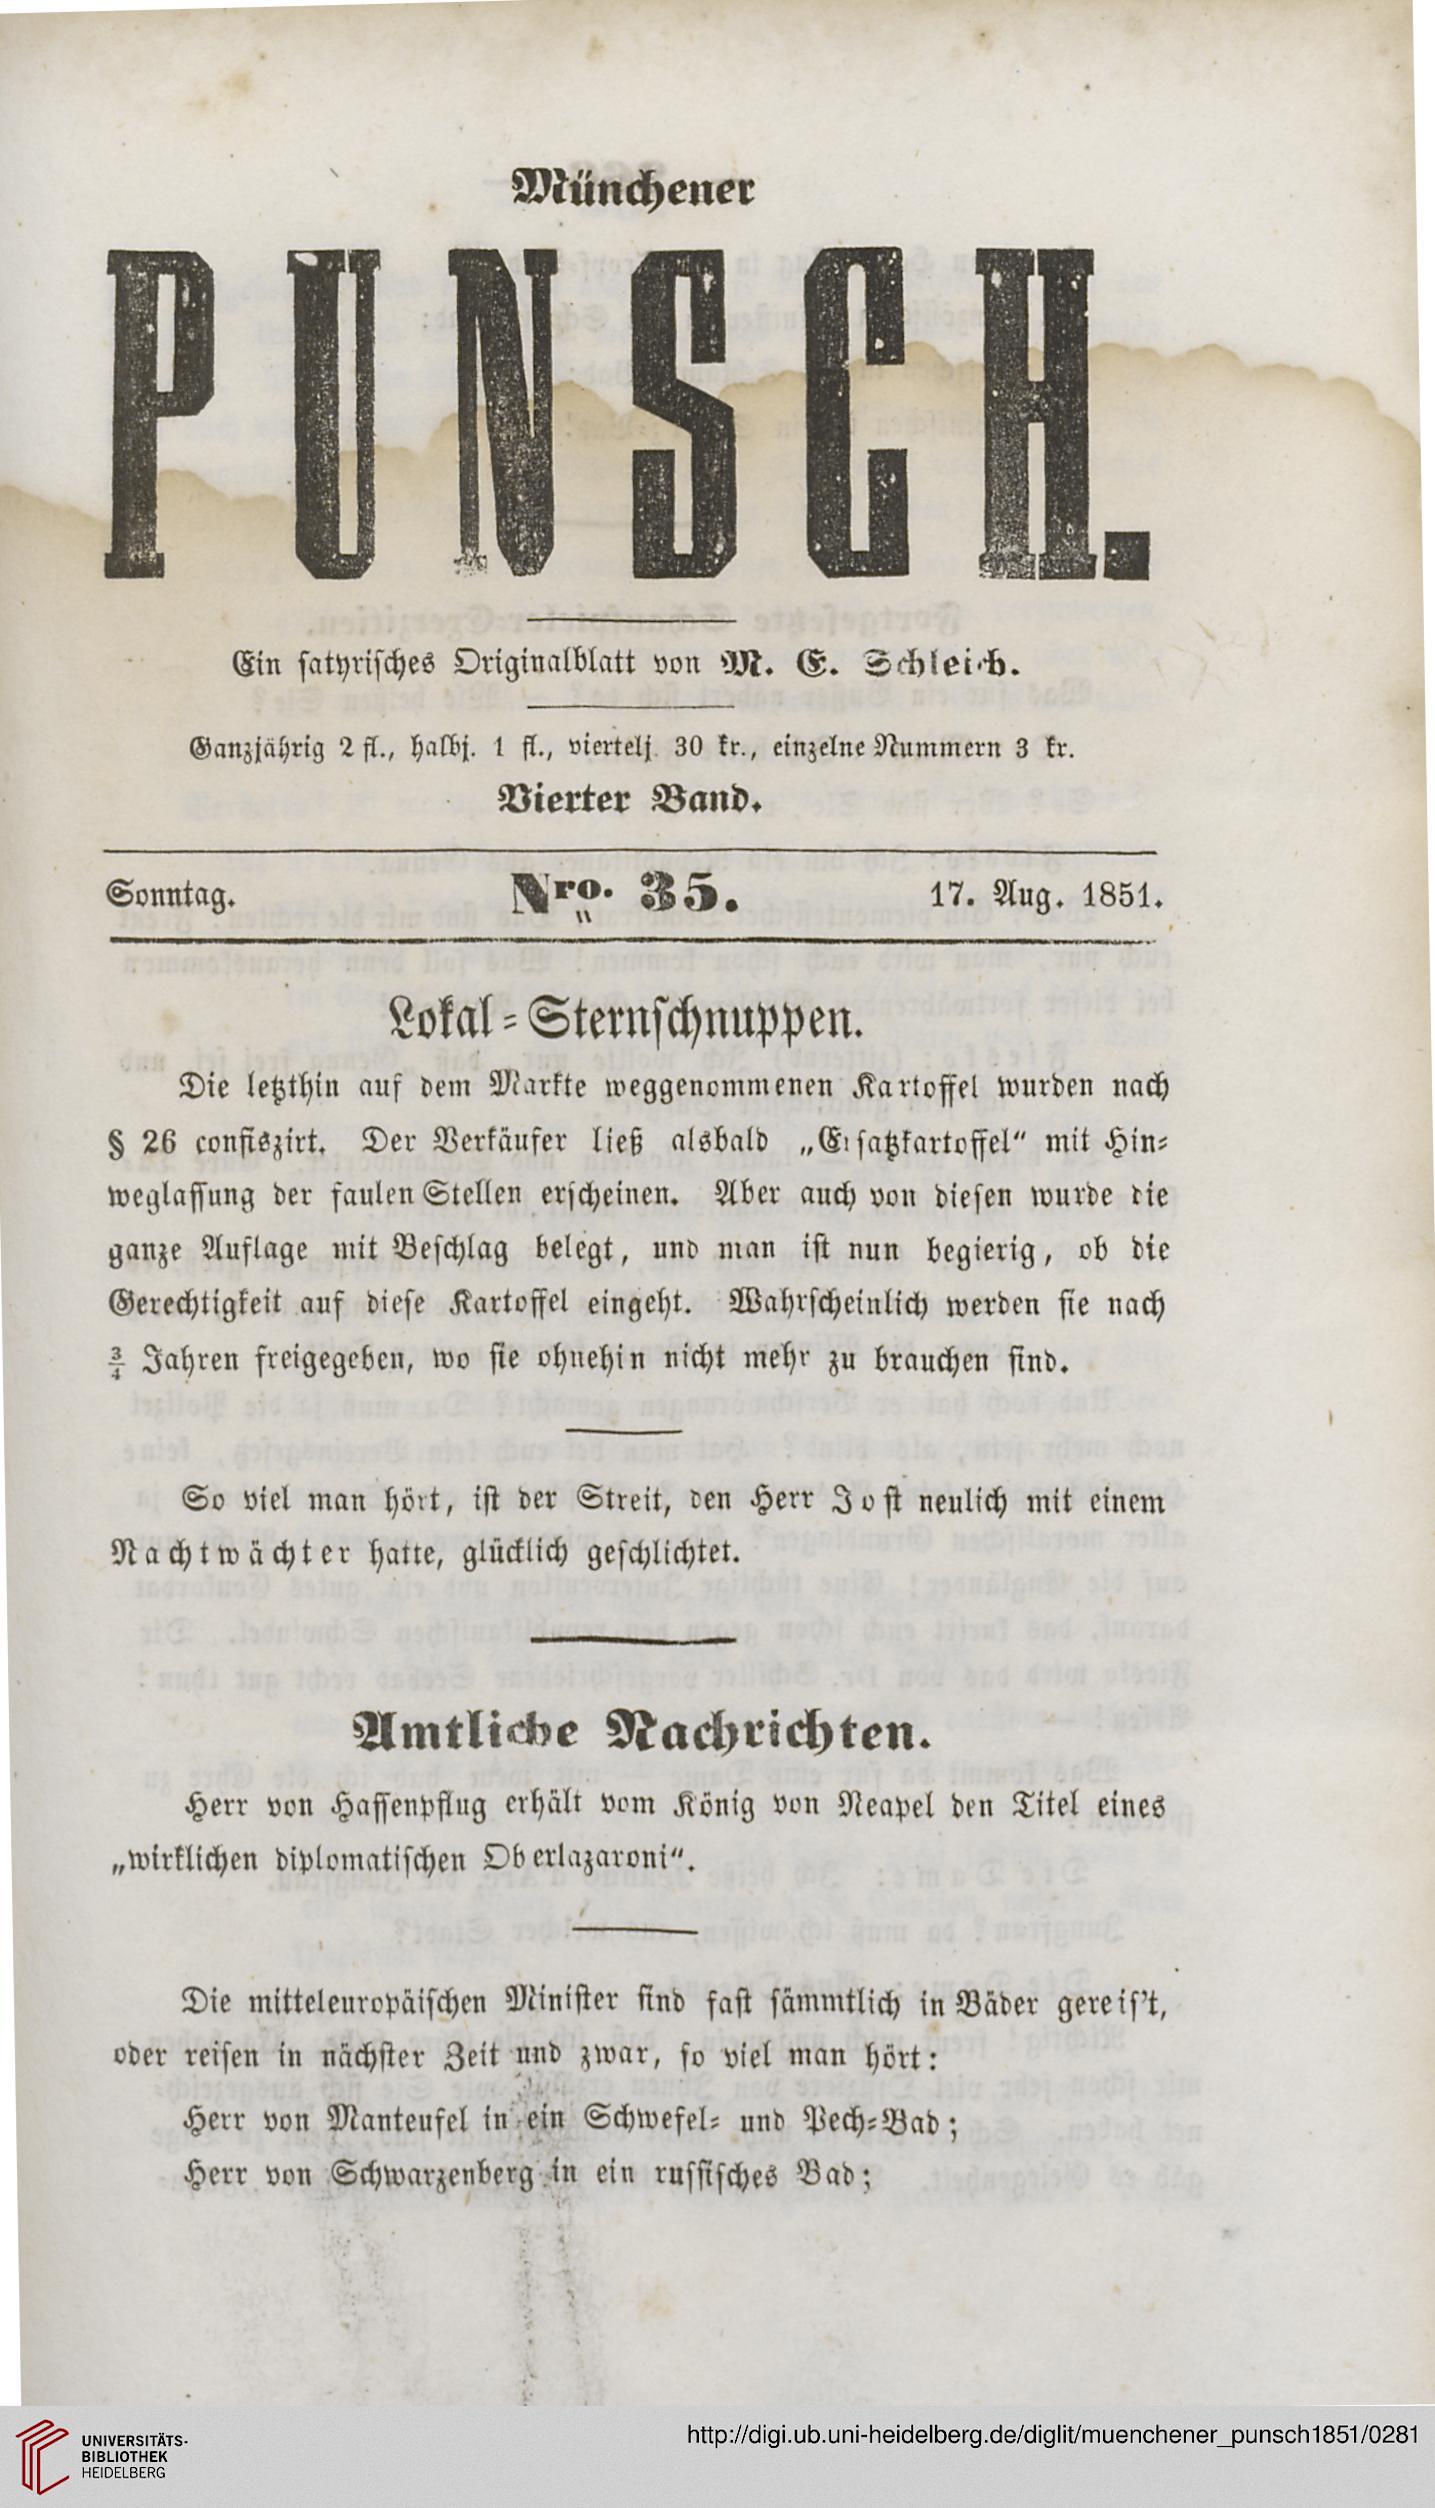 Münchener
PUNSCH.
Ein satyrisches Originalblatt von M. E. Schleich.
Ganzjährig 2 fl., halbj. 1 fl., viertelj. 30 kr., einzelne Nummern 3 kr.
Vierter Band.
Sonntag. Nro. 35. 17. Aug. 1851.
Lokal-Sternschnuppen.
Die letzthin auf dem Markte weggenommenen Kartoffel wurden nach
§ 26 confiszirt. Der Verkäufer ließ alsbald „Ersatzkartoffel" mit Hin-
weglassung der faulen Stellen erscheinen. Aber auch von diesen wurde die
ganze Auflage mit Beschlag belegt, und man ist nun begierig, ob die
Gerechtigkeit auf diese Kartoffel eingeht. Wahrscheinlich werden sie nach
¾ Jahren freigegeben, wo sie ohnehin nicht mehr zu brauchen sind.
So viel man hört, ist der Streit, den Herr Jost neulich mit einem
Nachtwächter hatte, glücklich geschlichtet.
Amtliche Nachrichten.
Herr von Hassenpflug erhält vom König von Neapel den Titel eines
„wirklichen diplomatischen Oberlazaroni".
Die mitteleuropäischen Minister sind fast sämmtlich in Bäder gereis't,
oder reisen in nächster Zeit und zwar, so viel man hört:
Herr von Manteufel in ein Schwefel- und Pech-Bad;
Herr von Schwarzenberg in ein russisches Bad;
UNIVERSITÄTS-
BIBLIOTHEK
HEIDELBERG
http://digi.ub.uni-heidelberg.de/diglit/muenchener_punsch1851/0281